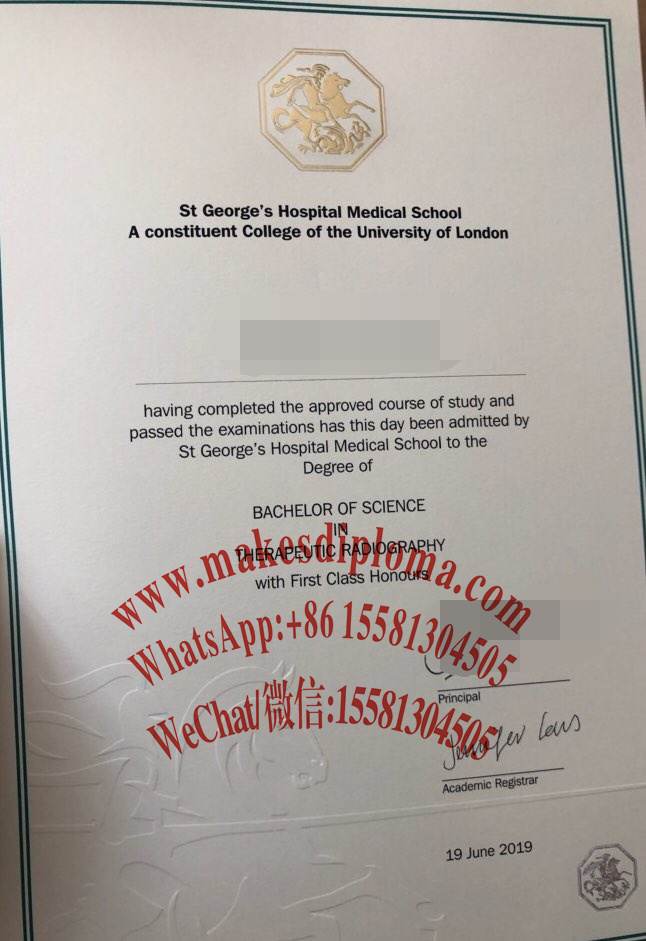 St George's Hospital Medical School
A constituent College of the University of London
having completed the approved course of study and
passed the examinations has this day been admitted by
St George's Hospital Medical School to the
Degree of
BACHELOR OF SCIENCE
IN
THERAPEUTIC RADIOGRAPHY
with First Class Honours
www.makesdiploma.com
WhatsApp:+86 15581304505
WeChat/微信:15581304505
Principal
Academic Registrar
19 June 2019